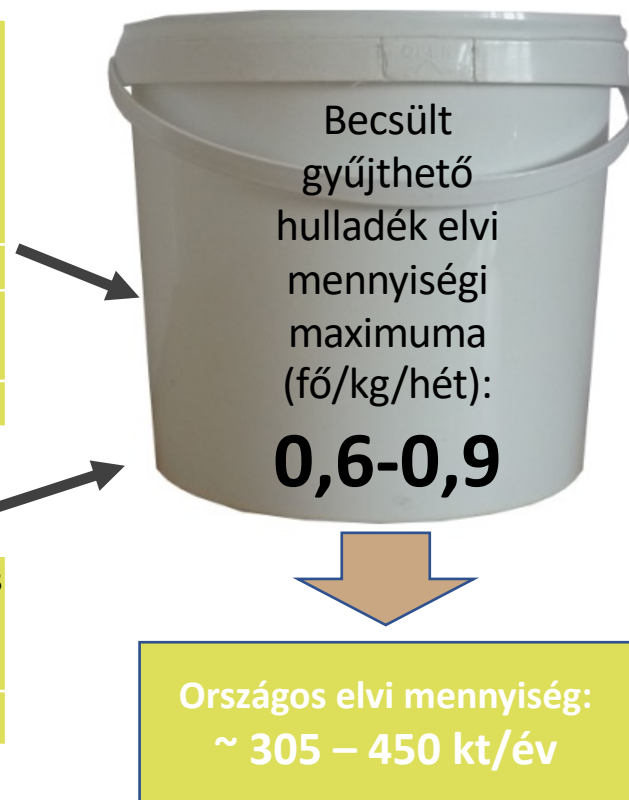 Becsült
gyűjthető
hulladék elvi
mennyiségi
maximuma
(fő/kg/hét):
0,6-0,9
Országos elvi mennyiség:
~ 305 – 450 kt/év